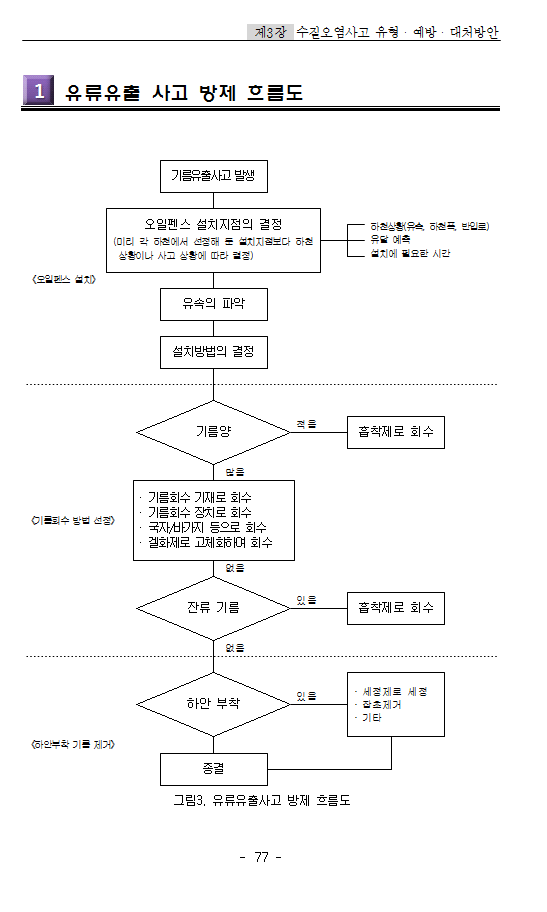 제3장 수질오염사고 유형 · 예방 · 대처방안
1 유류유출 사고 방제 흐름도
기름유출사고 발생
오일펜스 설치지점의 결정
(미리 각 하천에서 선정해 둔 설치지점보다 하천
상황이나 사고 상황에 따라 결정)
하천상황(유속, 하천폭, 반입로)
유달 예측
설치에 필요한 시간
《오일펜스 설치》
유속의 파악
설치방법의 결정
기름양
적음
흡착제로 회수
많음
· 기름회수 기재로 회수
· 기름회수 장치로 회수
· 국자/바가지 등으로 회수
· 겔화제로 고체화하여 회수
《기름회수 방법 선정》
없음
잔류 기름
있음
흡착제로 회수
없음
하안 부착
있음
· 세정제로 세정
· 잡초제거
· 기타
《하안부착 기름 제거》
종결
그림3. 유류유출사고 방제 흐름도
- 77 -